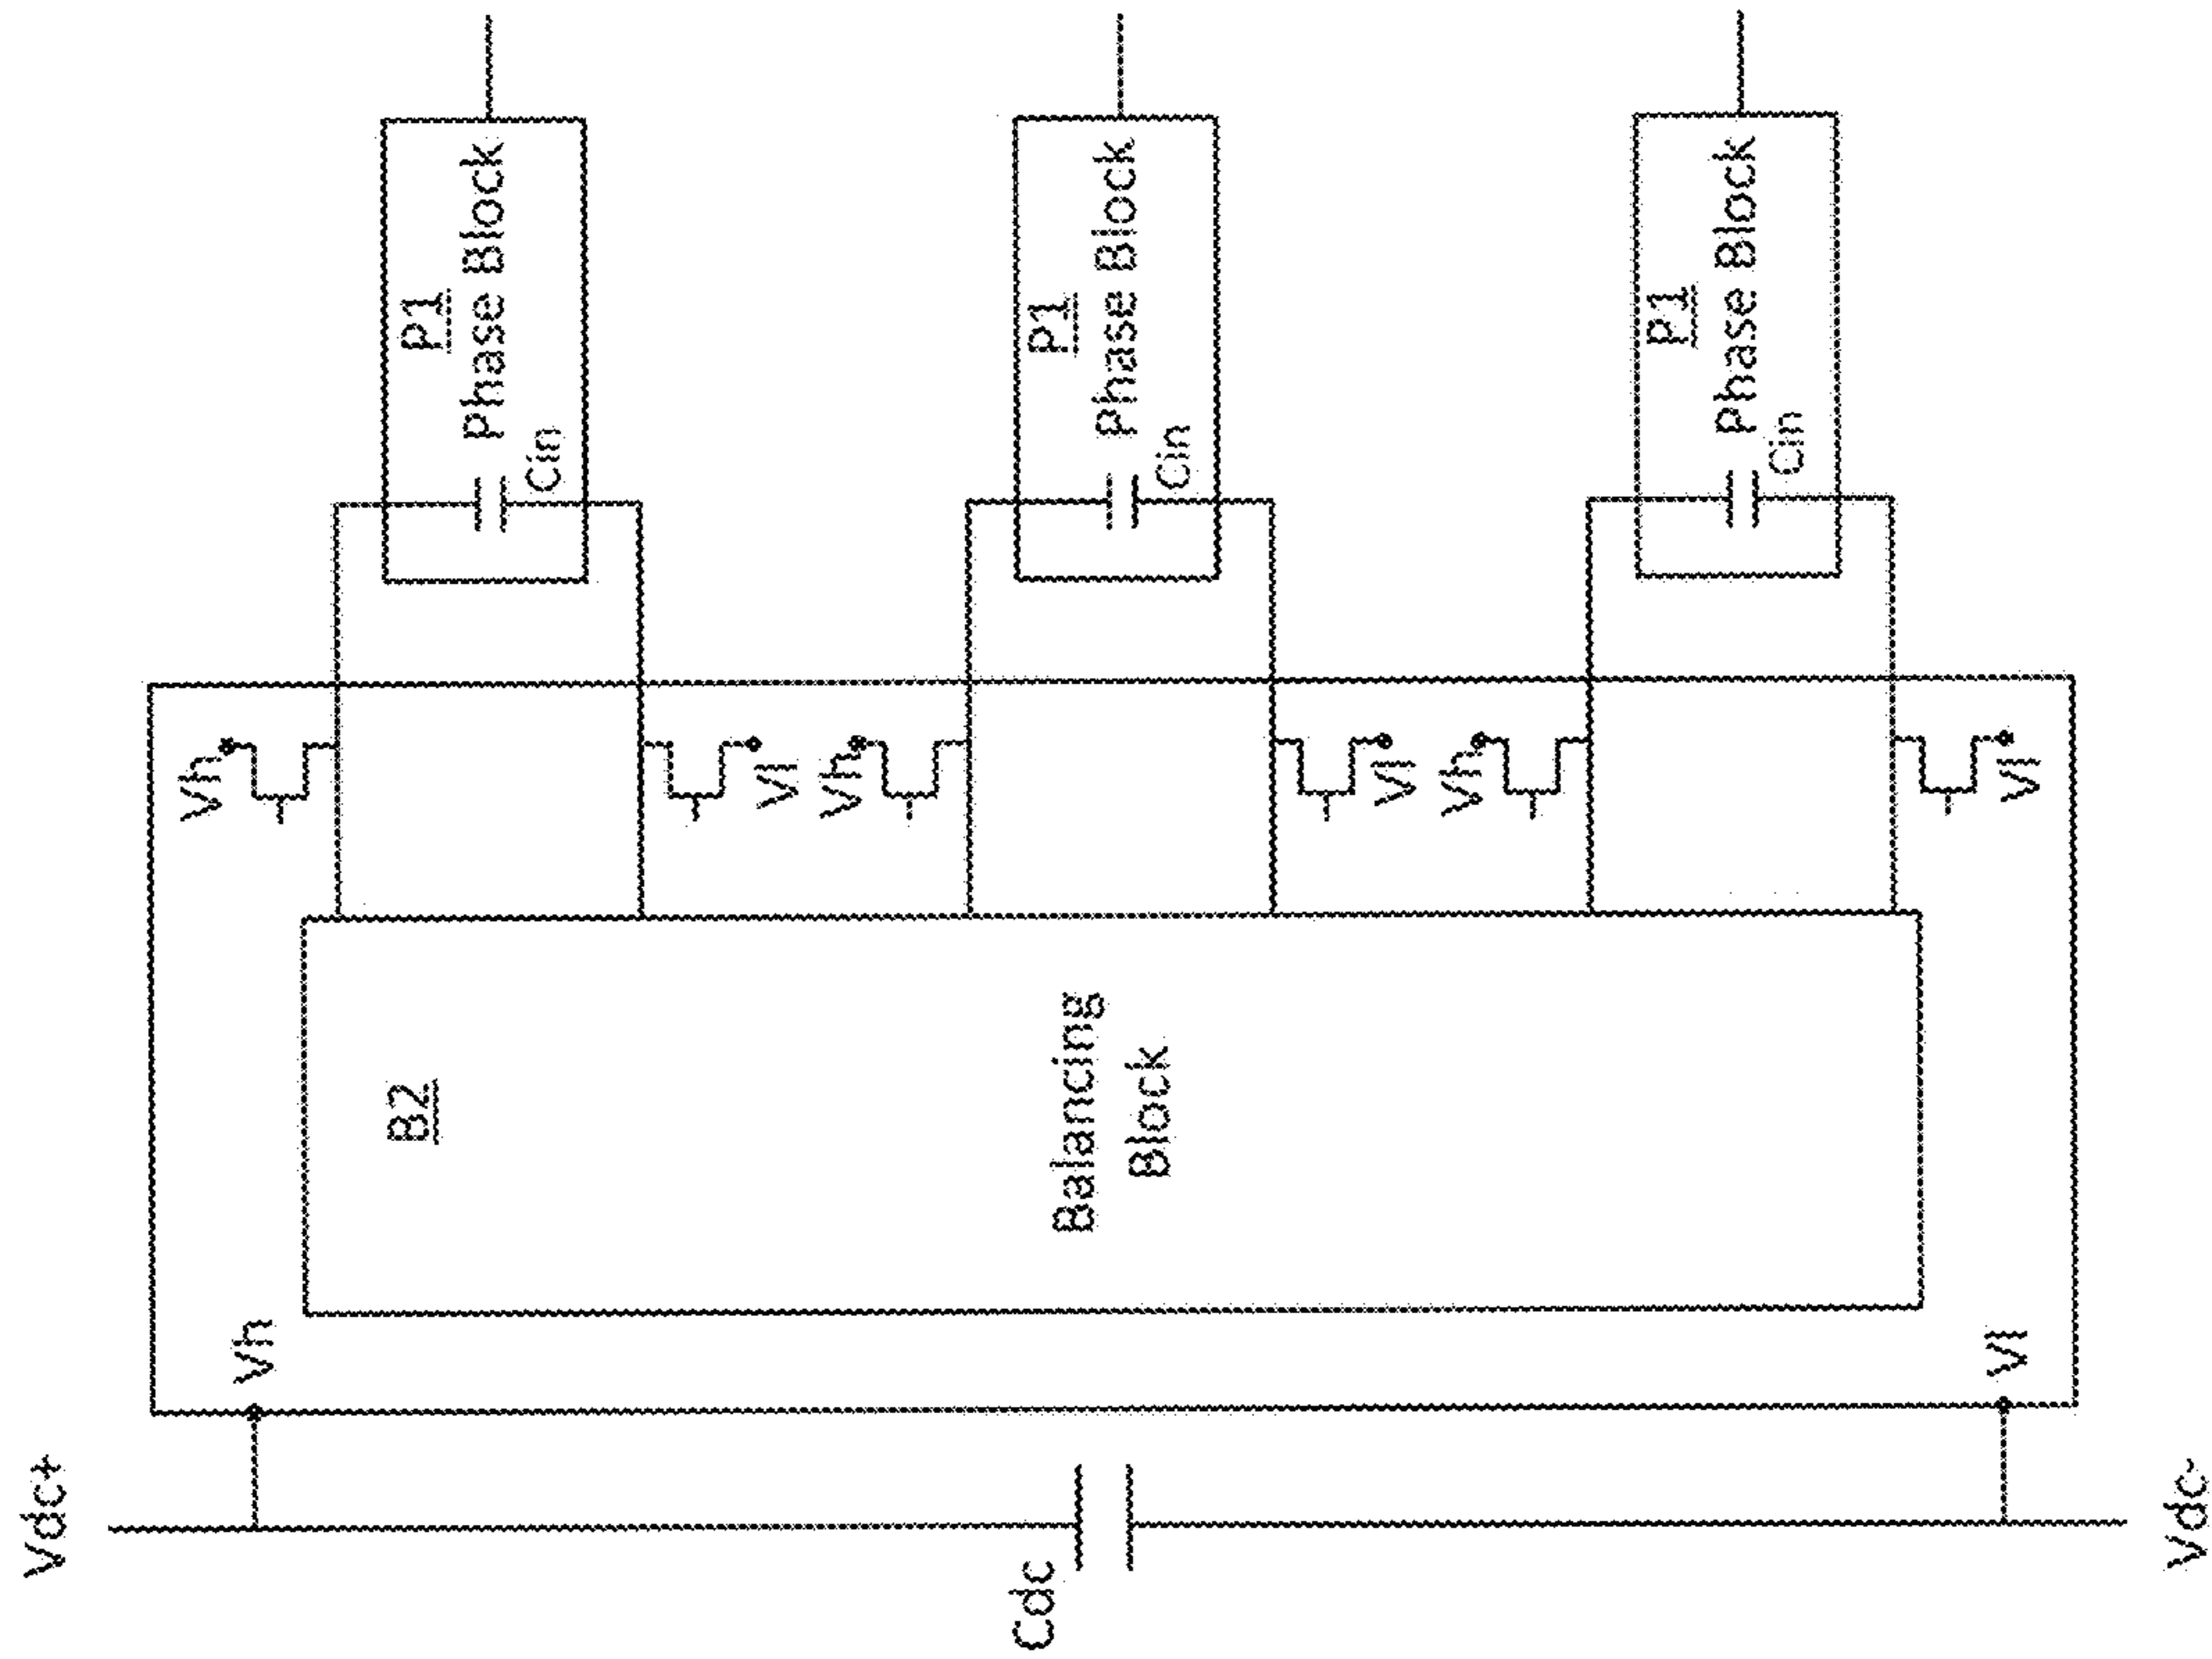 Vdc+
Vh
Vh
B2
P1
Phase Block
Cin
Vl
Vh
Cdc
P1
Phase Block
Balancing
Block
Cin
Vl
Vh
P1
Phase Block
Cin
Vl
Vl
Vdc-